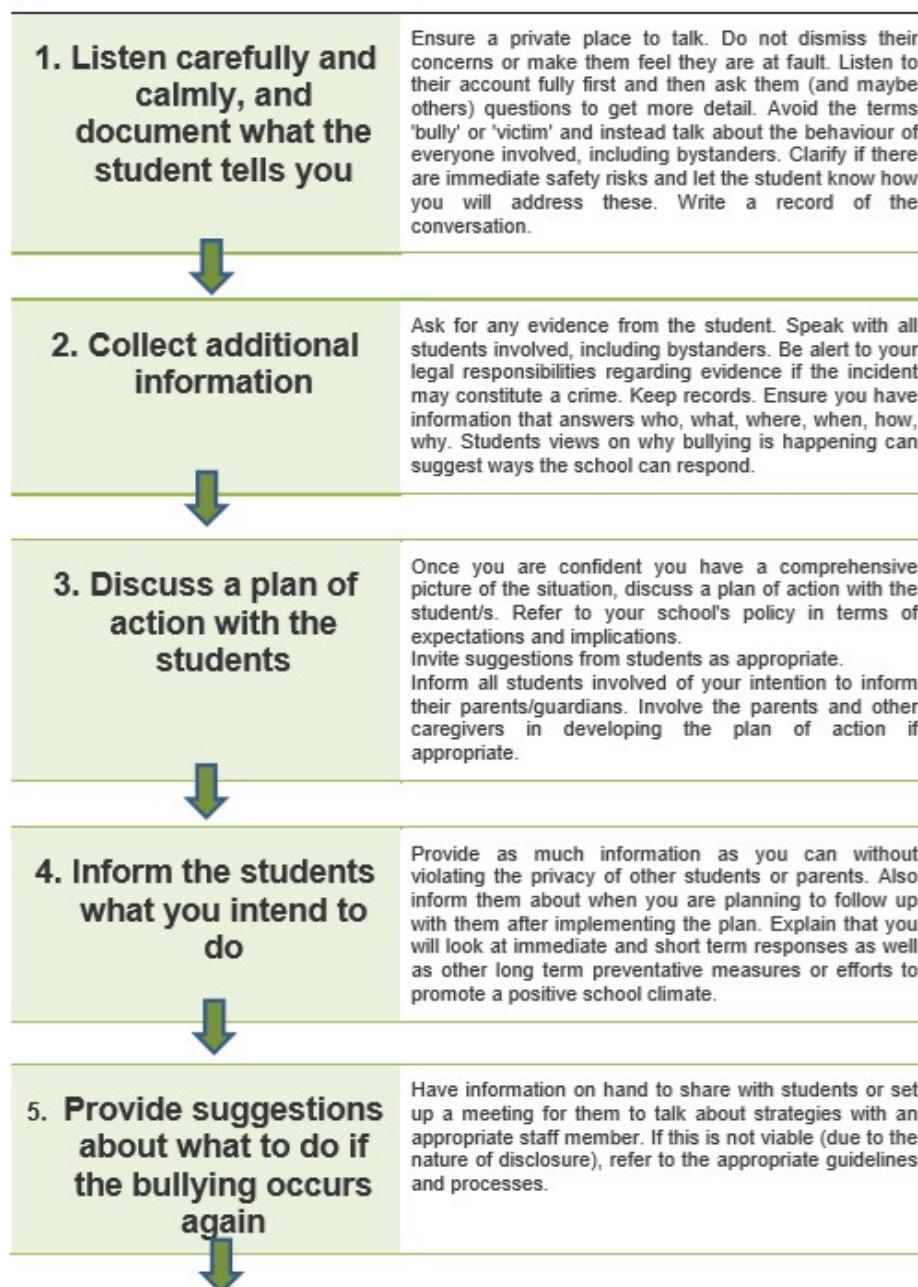 1. Listen carefully and
calmly, and
document what the
student tells you
Ensure a private place to talk. Do not dismiss their
concerns or make them feel they are at fault. Listen to
their account fully first and then ask them (and maybe
others) questions to get more detail. Avoid the terms
'bully' or 'victim' and instead talk about the behaviour of
everyone involved, including bystanders. Clarify if there
are immediate safety risks and let the student know how
you will address these. Write a record of the
conversation.
2. Collect additional
information
Ask for any evidence from the student. Speak with all
students involved, including bystanders. Be alert to your
legal responsibilities regarding evidence if the incident
may constitute a crime. Keep records. Ensure you have
information that answers who, what, where, when, how,
why. Students views on why bullying is happening can
suggest ways the school can respond.
3. Discuss a plan of
action with the
students
Once you are confident you have a comprehensive
picture of the situation, discuss a plan of action with the
student/s. Refer to your school's policy in terms of
expectations and implications.
Invite suggestions from students as appropriate.
Inform all students involved of your intention to inform
their parents/guardians. Involve the parents and other
caregivers in developing the plan of action if
appropriate.
4. Inform the students
what you intend to
do
Provide as much information as you can without
violating the privacy of other students or parents. Also
inform them about when you are planning to follow up
with them after implementing the plan. Explain that you
will look at immediate and short term responses as well
as other long term preventative measures or efforts to
promote a positive school climate.
5. Provide suggestions
about what to do if
the bullying occurs
again
Have information on hand to share with students or set
up a meeting for them to talk about strategies with an
appropriate staff member. If this is not viable (due to the
nature of disclosure), refer to the appropriate guidelines
and processes.